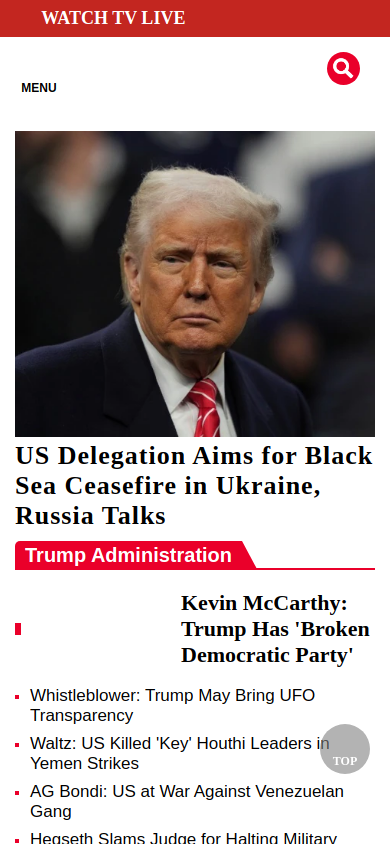 WATCH TV LIVE
MENU
US Delegation Aims for Black
Sea Ceasefire in Ukraine,
Russia Talks
Trump Administration
Kevin McCarthy:
Trump Has 'Broken
Democratic Party'
Whistleblower: Trump May Bring UFO
Transparency
Waltz: US Killed 'Key' Houthi Leaders in
Yemen Strikes
TOP
AG Bondi: US at War Against Venezuelan
Gang
Hegseth Slams Judge for Halting Military